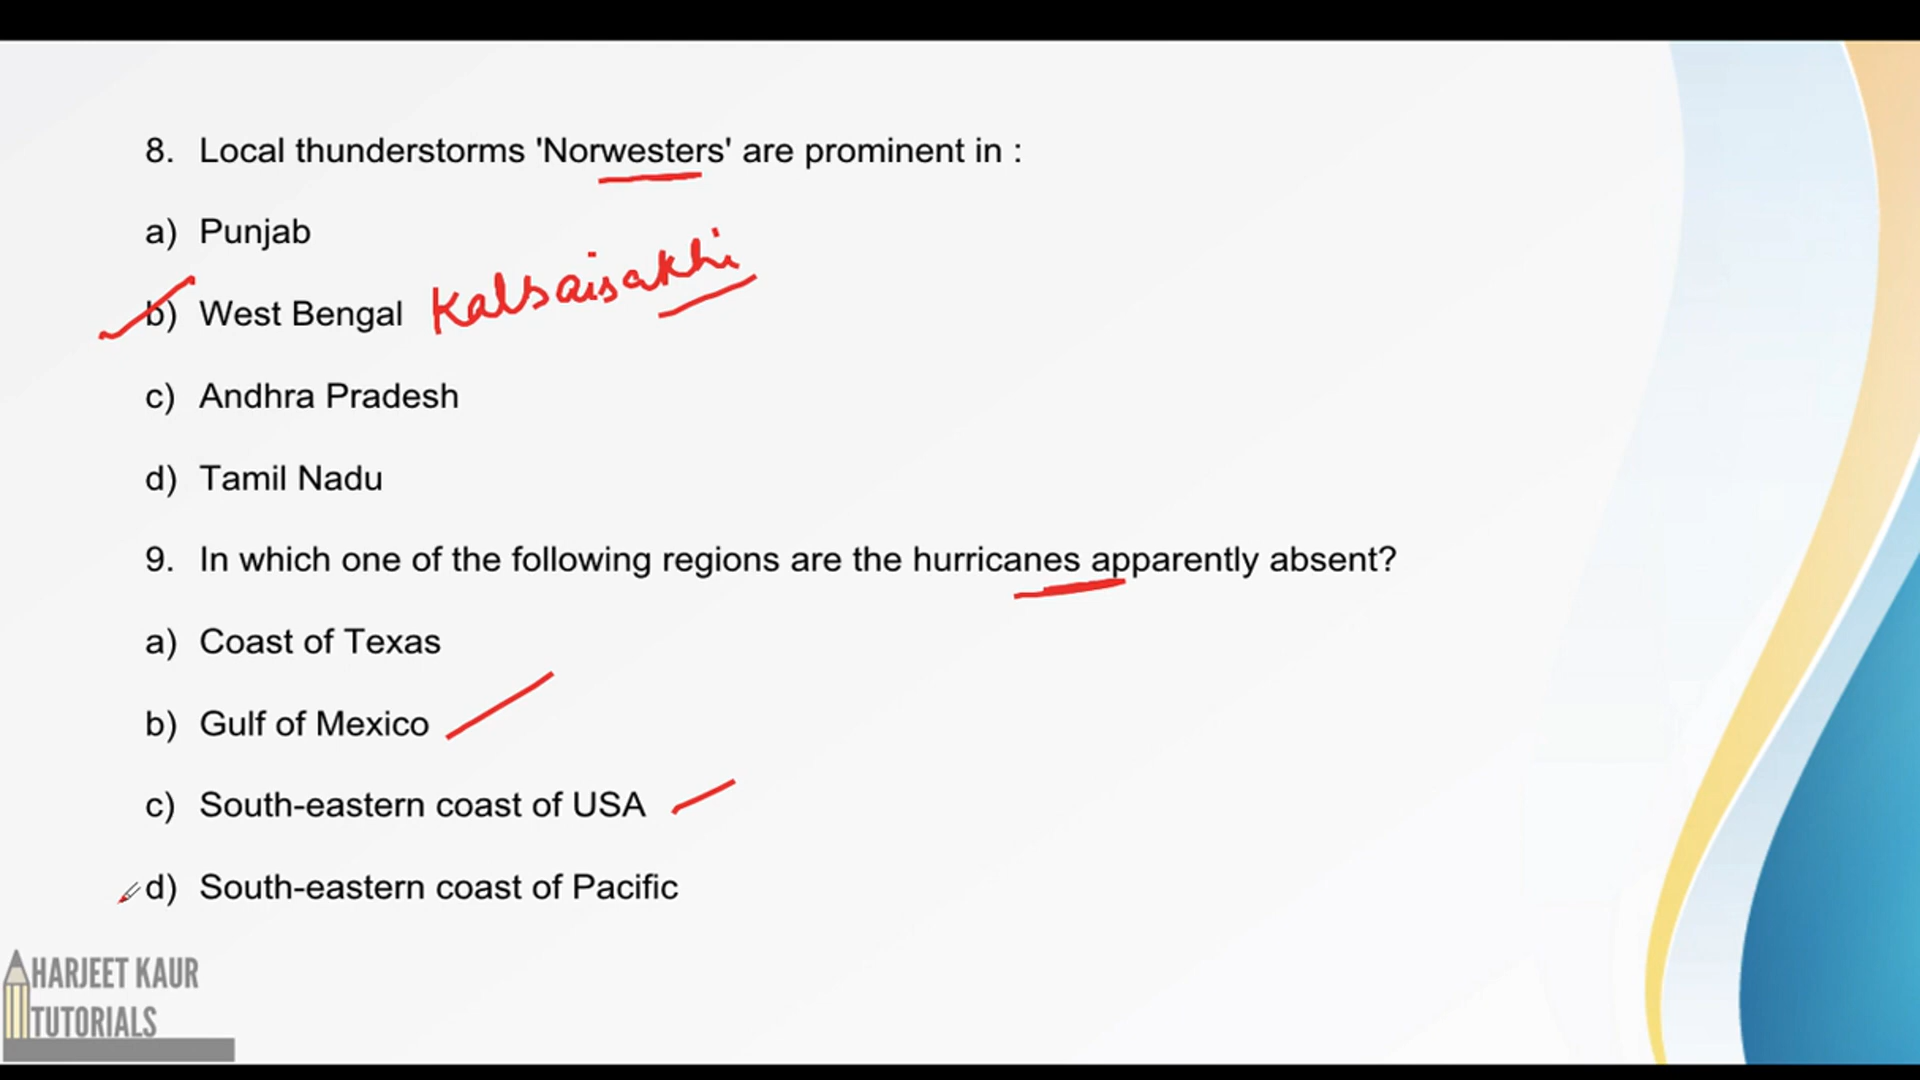 8. Local thunderstorms 'Norwesters' are prominent in :
a) Punjab
b) West Bengal Kalbaisakhi
c) Andhra Pradesh
d) Tamil Nadu
9. In which one of the following regions are the hurricanes apparently absent?
a) Coast of Texas
b) Gulf of Mexico
c) South-eastern coast of USA
d) South-eastern coast of Pacific
HARJEET KAUR
TUTORIALS